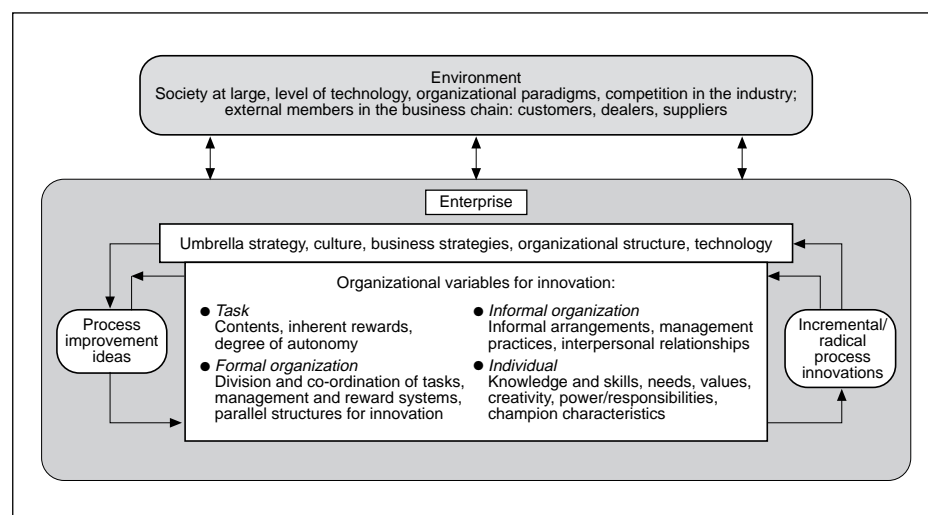 Environment
Society at large, level of technology, organizational paradigms, competition in the industry;
external members in the business chain: customers, dealers, suppliers
Enterprise
Umbrella strategy, culture, business strategies, organizational structure, technology
Organizational variables for innovation:
● Task
Contents, inherent rewards,
degree of autonomy
● Formal organization
Division and co-ordination of tasks,
management and reward systems,
parallel structures for innovation
● Informal organization
Informal arrangements, management
practices, interpersonal relationships
● Individual
Knowledge and skills, needs, values,
creativity, power/responsibilities,
champion characteristics
Process
improvement
ideas
Incremental/
radical
process
innovations